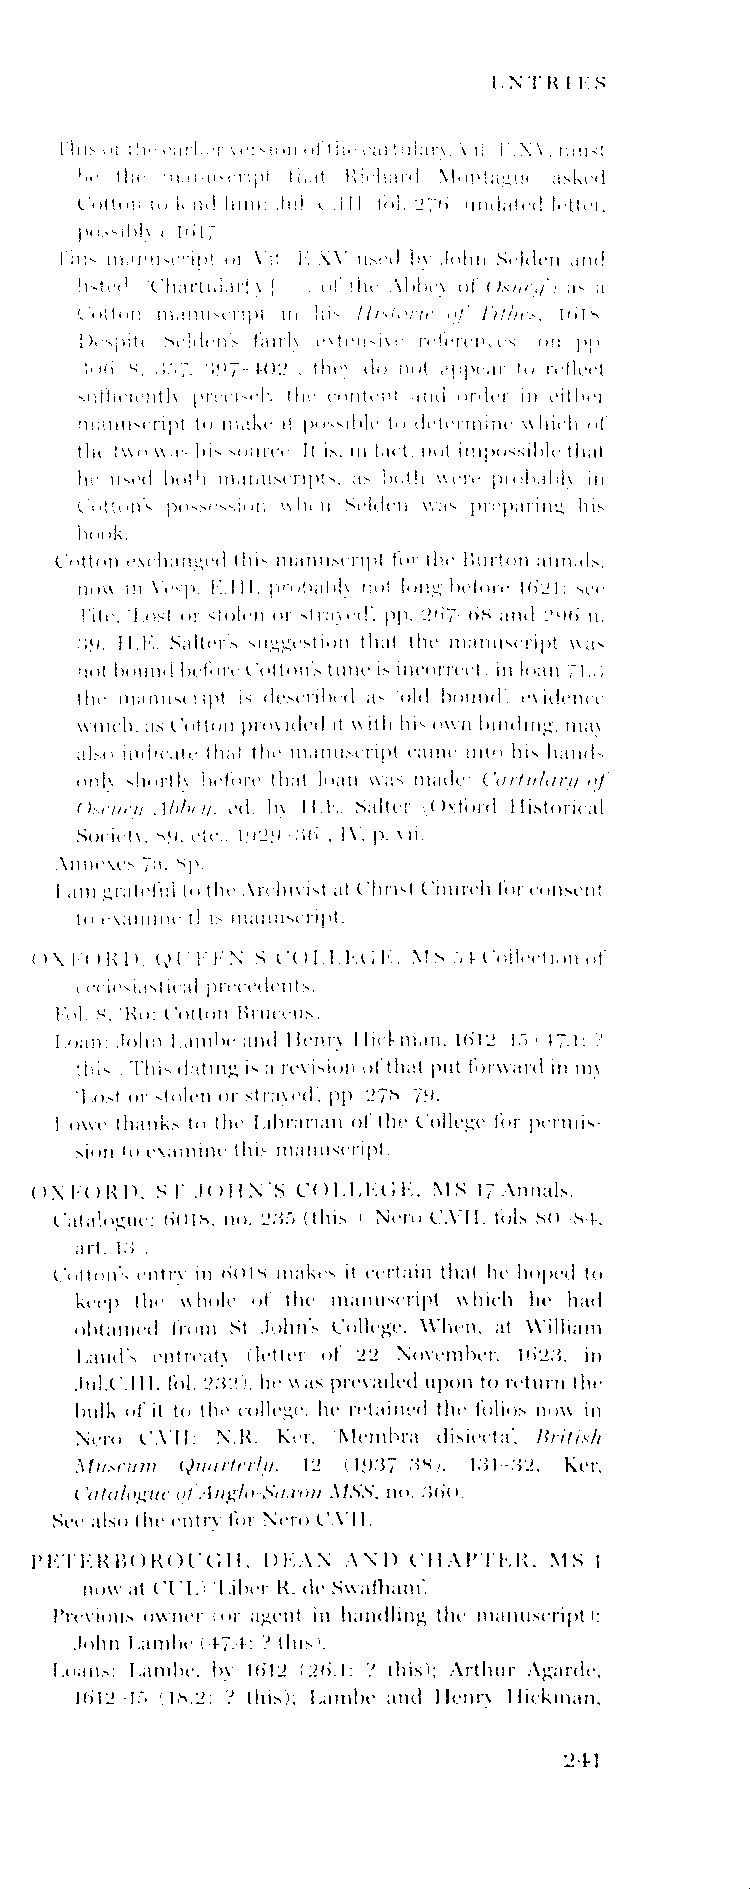 ENTRIES
This or the earlier version of the cartulary, Vit. F.XV, must
be the manuscript that Richard Montague asked
Cotton to lend him: Jul. C.III, fol. 276 undated letter,
possibly c 1617
This manuscript or Vit. F.XV used by John Selden and
listed 'Chartular[y] [ . . . of the Abbey of Osney' as a
Cotton manuscript in his Historie of Tithes, 1618.
Despite Selden's fairly extensive references on pp.
306 8, 357, 397-402 , they do not appear to reflect
sufficiently precisely the content and order in either
manuscript to make it possible to determine which of
the two was his source. It is, in fact, not impossible that
he used both manuscripts, as both were probably in
Cotton's possession when Selden was preparing his
book.
Cotton exchanged this manuscript for the Burton annals,
now in Vesp. E.III, probably not long before 1621: see
Tite, 'Lost or stolen or strayed', pp. 267-68 and 296 n.
39. H.E. Salter's suggestion that the manuscript was
not bound before Cotton's time is incorrect: in loan 71.
the manuscript is described as 'old bound', evidence
which, as Cotton provided it with his own binding, may
also indicate that the manuscript came into his hands
only shortly before that loan was made: Cartulary of
Oseney Abbey, ed. by H.E. Salter (Oxford Historical
Society, 89, etc., 1929-36 , IV, p. vii.
Annexes 7a, 8p.
I am grateful to the Archivist at Christ Church for consent
to examine this manuscript.
OXFORD, QUEEN'S COLLEGE, MS 54 Collection of
ecclesiastical precedents.
Fol. 8, 'Ro: Cotton Bruceus.
Loan: John Lambe and Henry Hickman, 1612-15 (47.1: ?
this . This dating is a revision of that put forward in my
'Lost or stolen or strayed', pp. 278-79.
I owe thanks to the Librarian of the College for permis-
sion to examine this manuscript.
OXFORD, ST JOHN'S COLLEGE, MS 17 Annals.
Catalogue: 6018, no. 235 (this + Nero C.VII, fols 80-84,
art. 13 .
Cotton's entry in 6018 makes it certain that he hoped to
keep the whole of the manuscript which he had
obtained from St John's College. When, at William
Laud's entreaty (letter of 22 November, 1623, in
Jul.C.III, fol. 232), he was prevailed upon to return the
bulk of it to the college, he retained the folios now in
Nero C.VII: N.R. Ker, 'Membra disiecta', British
Museum Quarterly, 12 (1937-38), 131-32, Ker,
Catalogue of Anglo-Saxon MSS, no. 360.
See also the entry for Nero C.VII.
PETERBOROUGH, DEAN AND CHAPTER, MS 1
now at CUL) 'Liber R. de Swafham'.
Previous owner (or agent in handling the manuscript):
John Lambe (47.4: ? this).
Loans: Lambe, by 1612 (26.1: ? this); Arthur Agarde,
1612-15 (18.2: ? this); Lambe and Henry Hickman,
241